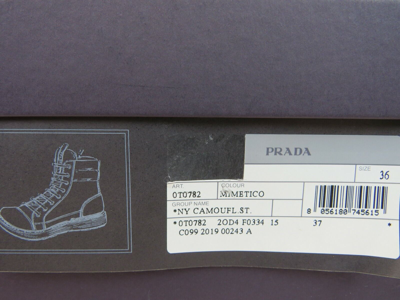 PRADA
SIZE
36
ART. COLOUR
0T0782 MiMETICO
GROUP NAME
*NY CAMOUFL.ST.
8 056180 745615
*0T0782 2OD4 F0334 15 37 *
C099 2019 00243 A